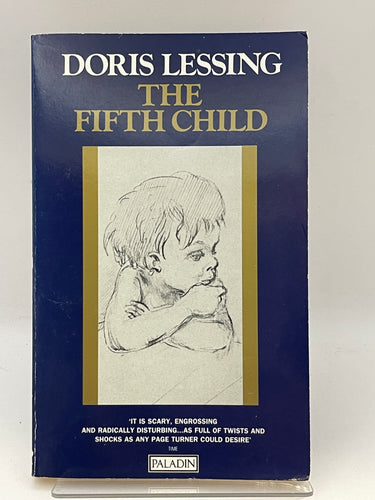 DORIS LESSING
THE
FIFTH CHILD
'IT IS SCARY, ENGROSSING
AND RADICALLY DISTURBING...AS FULL OF TWISTS AND
SHOCKS AS ANY PAGE TURNER COULD DESIRE'
TIME
PALADIN